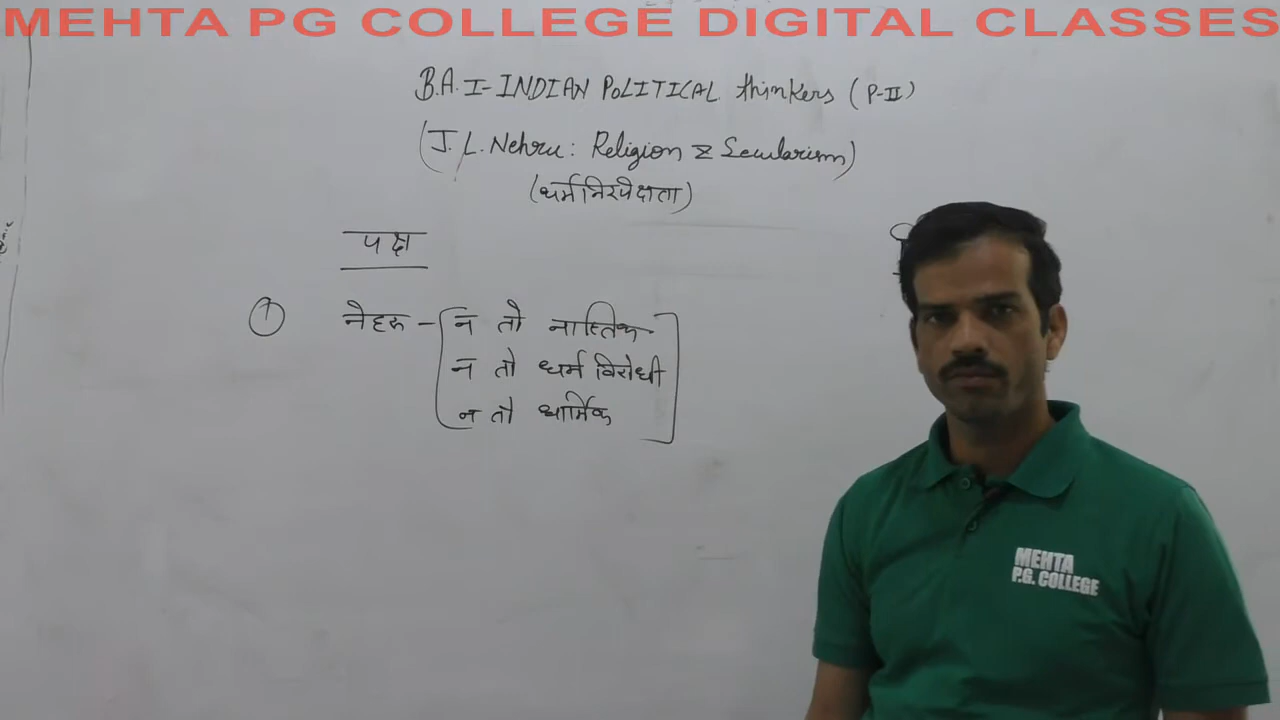 MEHTA PG COLLEGE DIGITAL CLASSES
B.A. I - INDIAN POLITICAL thinkers (P-II)
(J. L. Nehru: Religion & Secularism)
(धर्मनिरपेक्षता)
पक्ष
① नेहरू - न तो नास्तिक
न तो धर्म विरोधी
न तो धार्मिक
MEHTA
P.G. COLLEGE